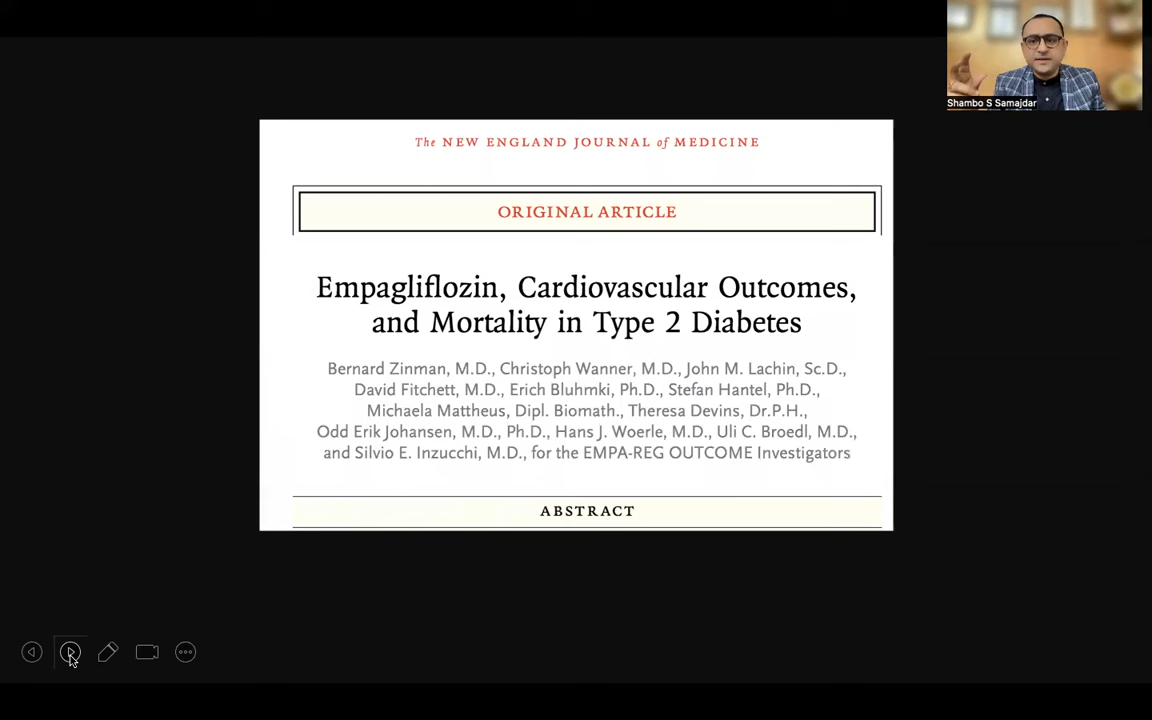 Shambo S Samajdar
The NEW ENGLAND JOURNAL of MEDICINE
ORIGINAL ARTICLE
Empagliflozin, Cardiovascular Outcomes,
and Mortality in Type 2 Diabetes
Bernard Zinman, M.D., Christoph Wanner, M.D., John M. Lachin, Sc.D.,
David Fitchett, M.D., Erich Bluhmki, Ph.D., Stefan Hantel, Ph.D.,
Michaela Mattheus, Dipl. Biomath., Theresa Devins, Dr.P.H.,
Odd Erik Johansen, M.D., Ph.D., Hans J. Woerle, M.D., Uli C. Broedl, M.D.,
and Silvio E. Inzucchi, M.D., for the EMPA-REG OUTCOME Investigators
ABSTRACT